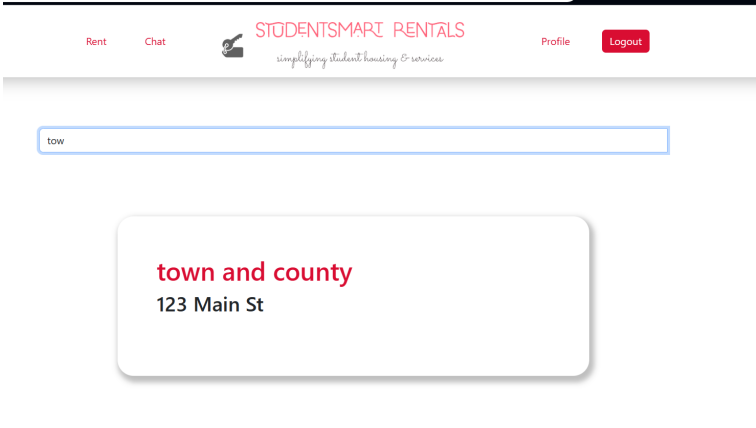 Rent
Chat
STUDENTSMART RENTALS
simplifying student housing & services
Profile
Logout
tow
town and county
123 Main St